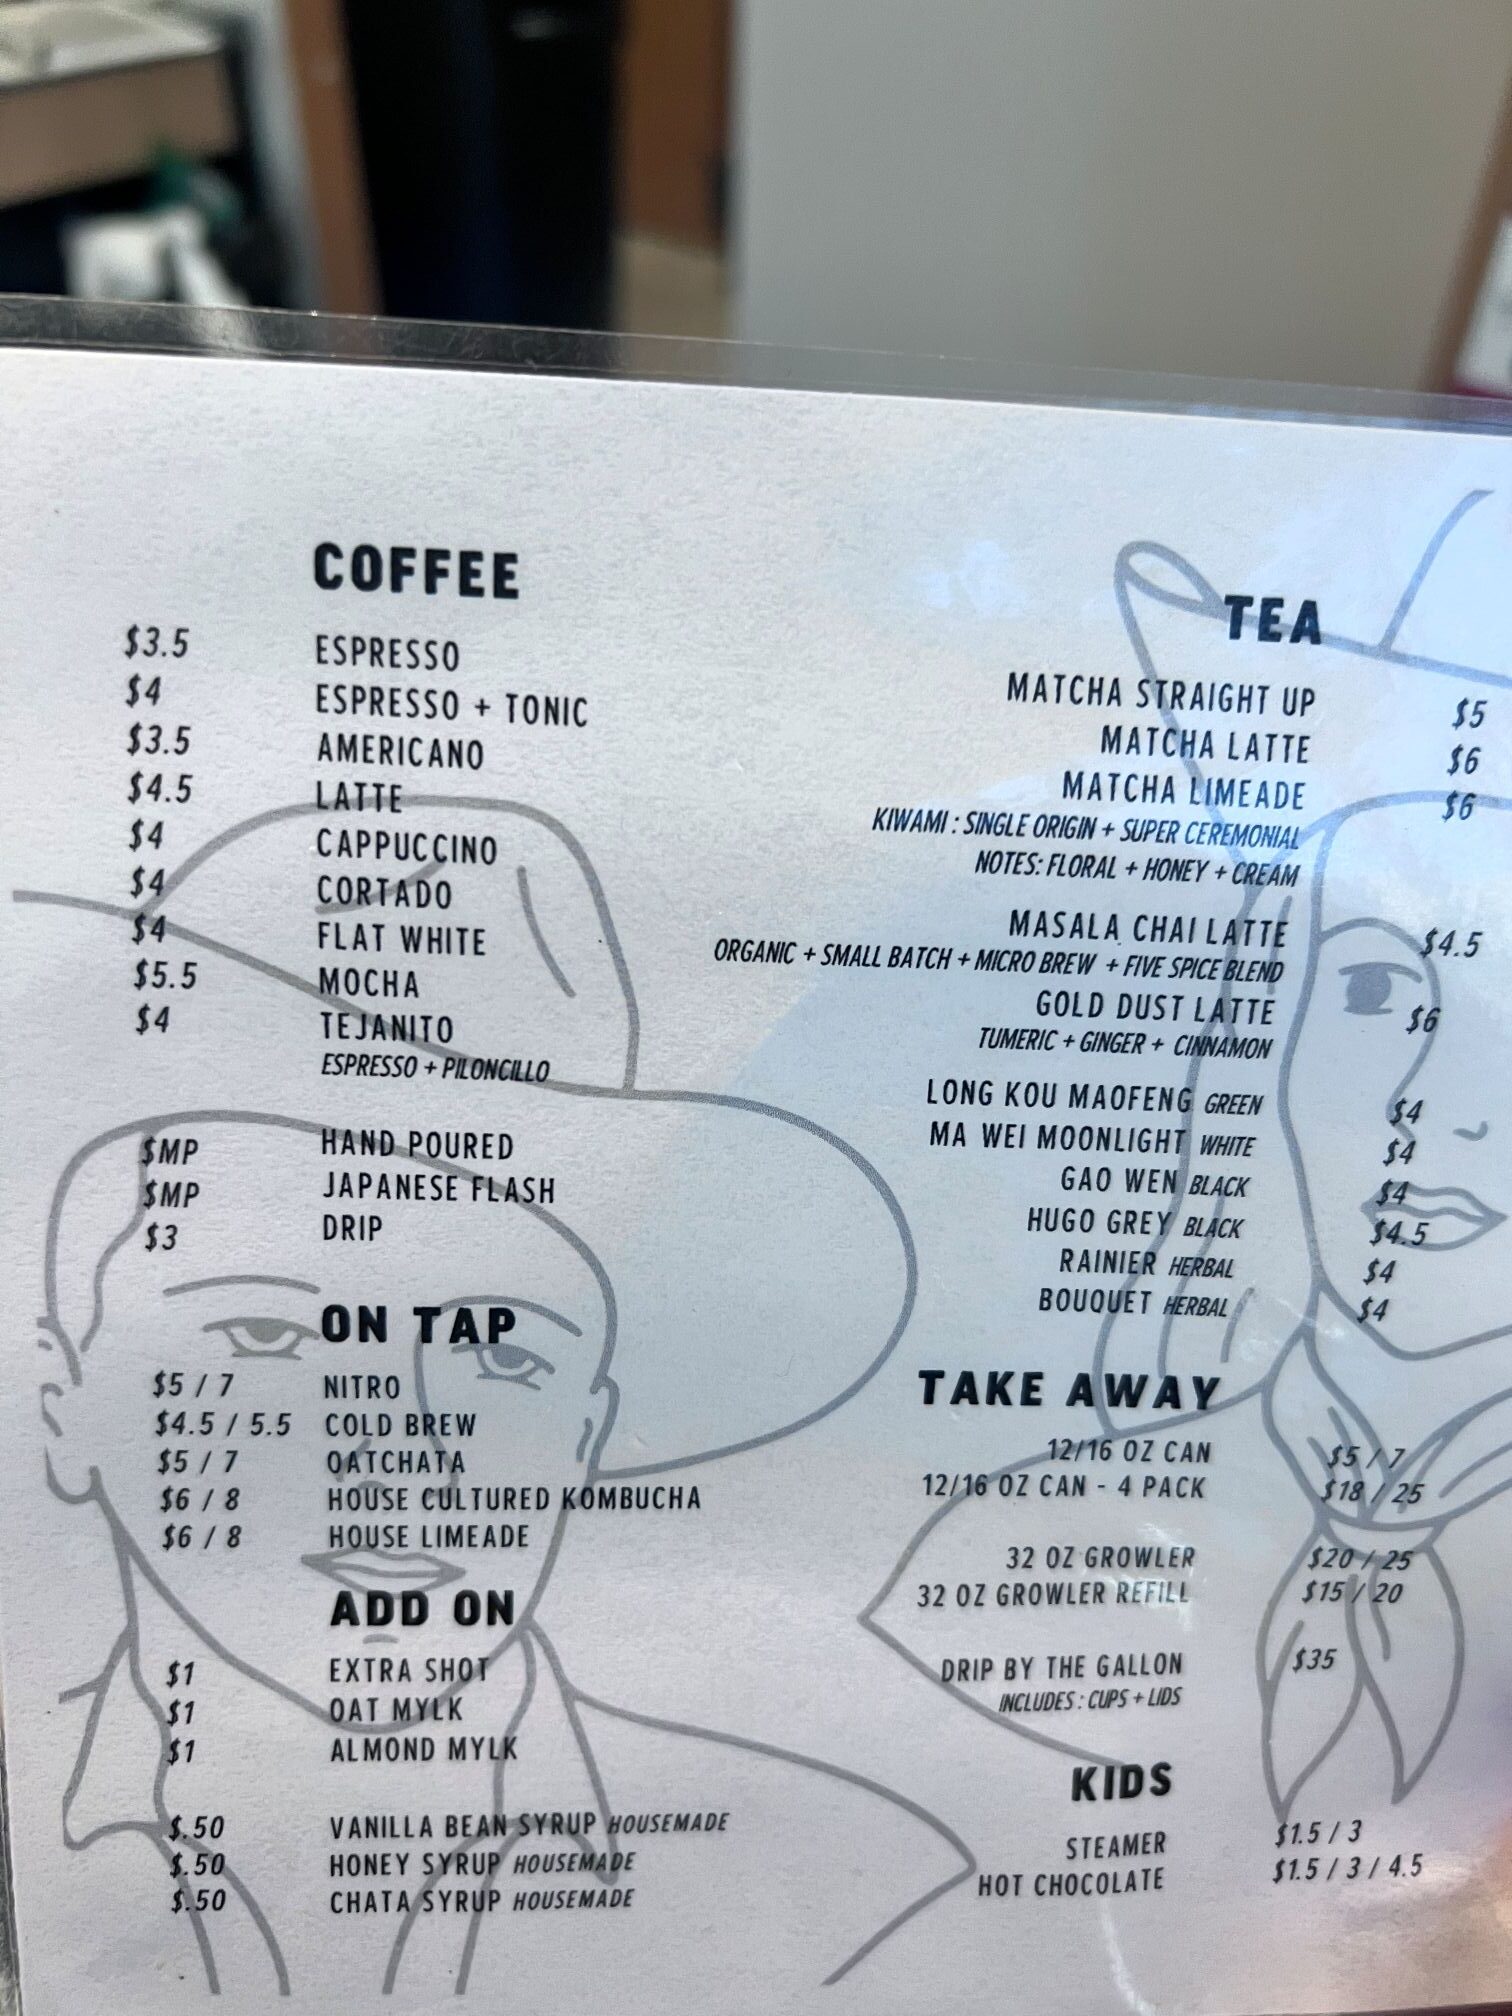 COFFEE
$3.5 ESPRESSO
$4 ESPRESSO + TONIC
$3.5 AMERICANO
$4.5 LATTE
$4 CAPPUCCINO
$4 CORTADO
$4 FLAT WHITE
$5.5 MOCHA
$4 TEJANITO
ESPRESSO + PILONCILLO
$MP HAND POURED
$MP JAPANESE FLASH
$3 DRIP
ON TAP
$5 / 7 NITRO
$4.5 / 5.5 COLD BREW
$5 / 7 OATCHATA
$6 / 8 HOUSE CULTURED KOMBUCHA
$6 / 8 HOUSE LIMEADE
ADD ON
$1 EXTRA SHOT
$1 OAT MYLK
$1 ALMOND MYLK
$.50 VANILLA BEAN SYRUP HOUSEMADE
$.50 HONEY SYRUP HOUSEMADE
$.50 CHATA SYRUP HOUSEMADE
TEA
MATCHA STRAIGHT UP $5
MATCHA LATTE $6
MATCHA LIMEADE $6
KIWAMI : SINGLE ORIGIN + SUPER CEREMONIAL
NOTES: FLORAL + HONEY + CREAM
MASALA CHAI LATTE $4.5
ORGANIC + SMALL BATCH + MICRO BREW + FIVE SPICE BLEND
GOLD DUST LATTE $6
TUMERIC + GINGER + CINNAMON
LONG KOU MAOFENG GREEN $4
MA WEI MOONLIGHT WHITE $4
GAO WEN BLACK $4
HUGO GREY BLACK $4.5
RAINIER HERBAL $4
BOUQUET HERBAL $4
TAKE AWAY
12/16 OZ CAN $5 / 7
12/16 OZ CAN - 4 PACK $18 / 25
32 OZ GROWLER $20 / 25
32 OZ GROWLER REFILL $15 / 20
DRIP BY THE GALLON $35
INCLUDES : CUPS + LIDS
KIDS
STEAMER $1.5 / 3
HOT CHOCOLATE $1.5 / 3 / 4.5